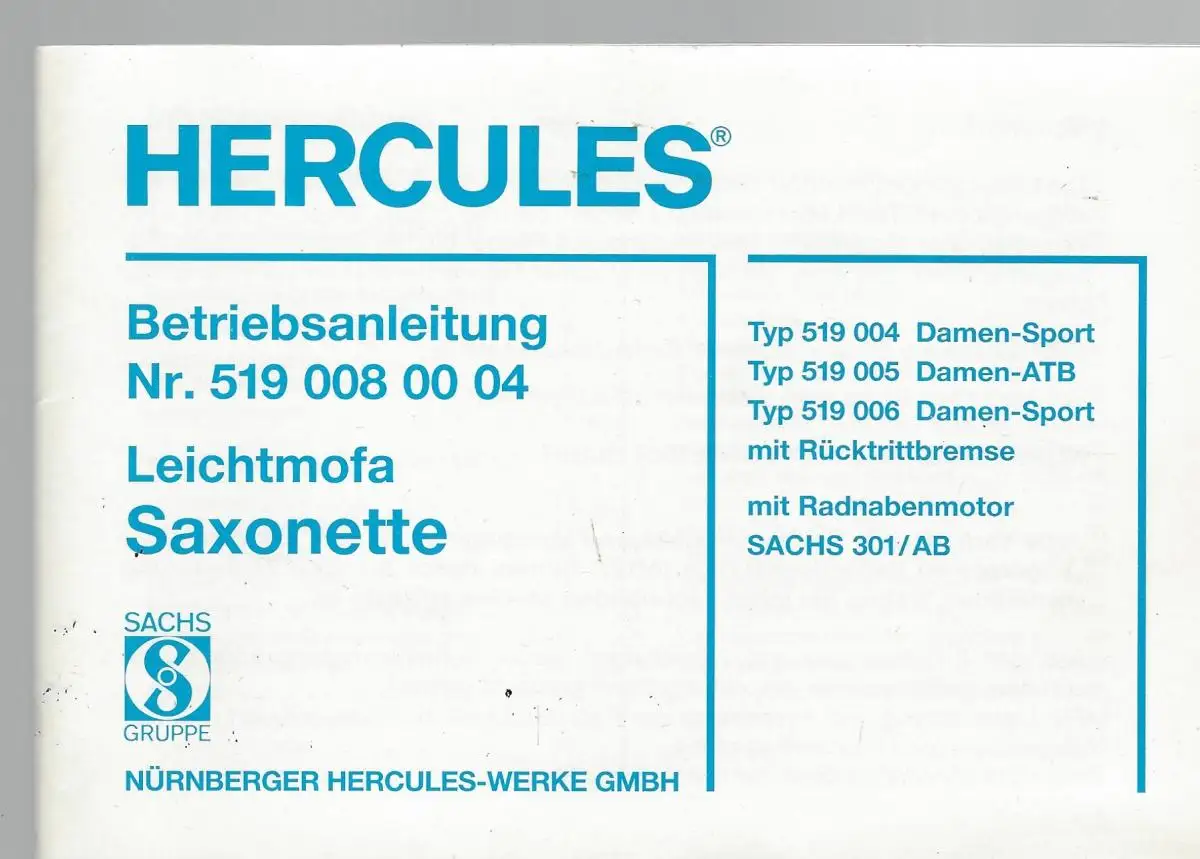 HERCULES®
Betriebsanleitung
Nr. 519 008 00 04
Leichtmofa
Saxonette
SACHS
GRUPPE
NÜRNBERGER HERCULES-WERKE GMBH
Typ 519 004 Damen-Sport
Typ 519 005 Damen-ATB
Typ 519 006 Damen-Sport
mit Rücktrittbremse
mit Radnabenmotor
SACHS 301/AB